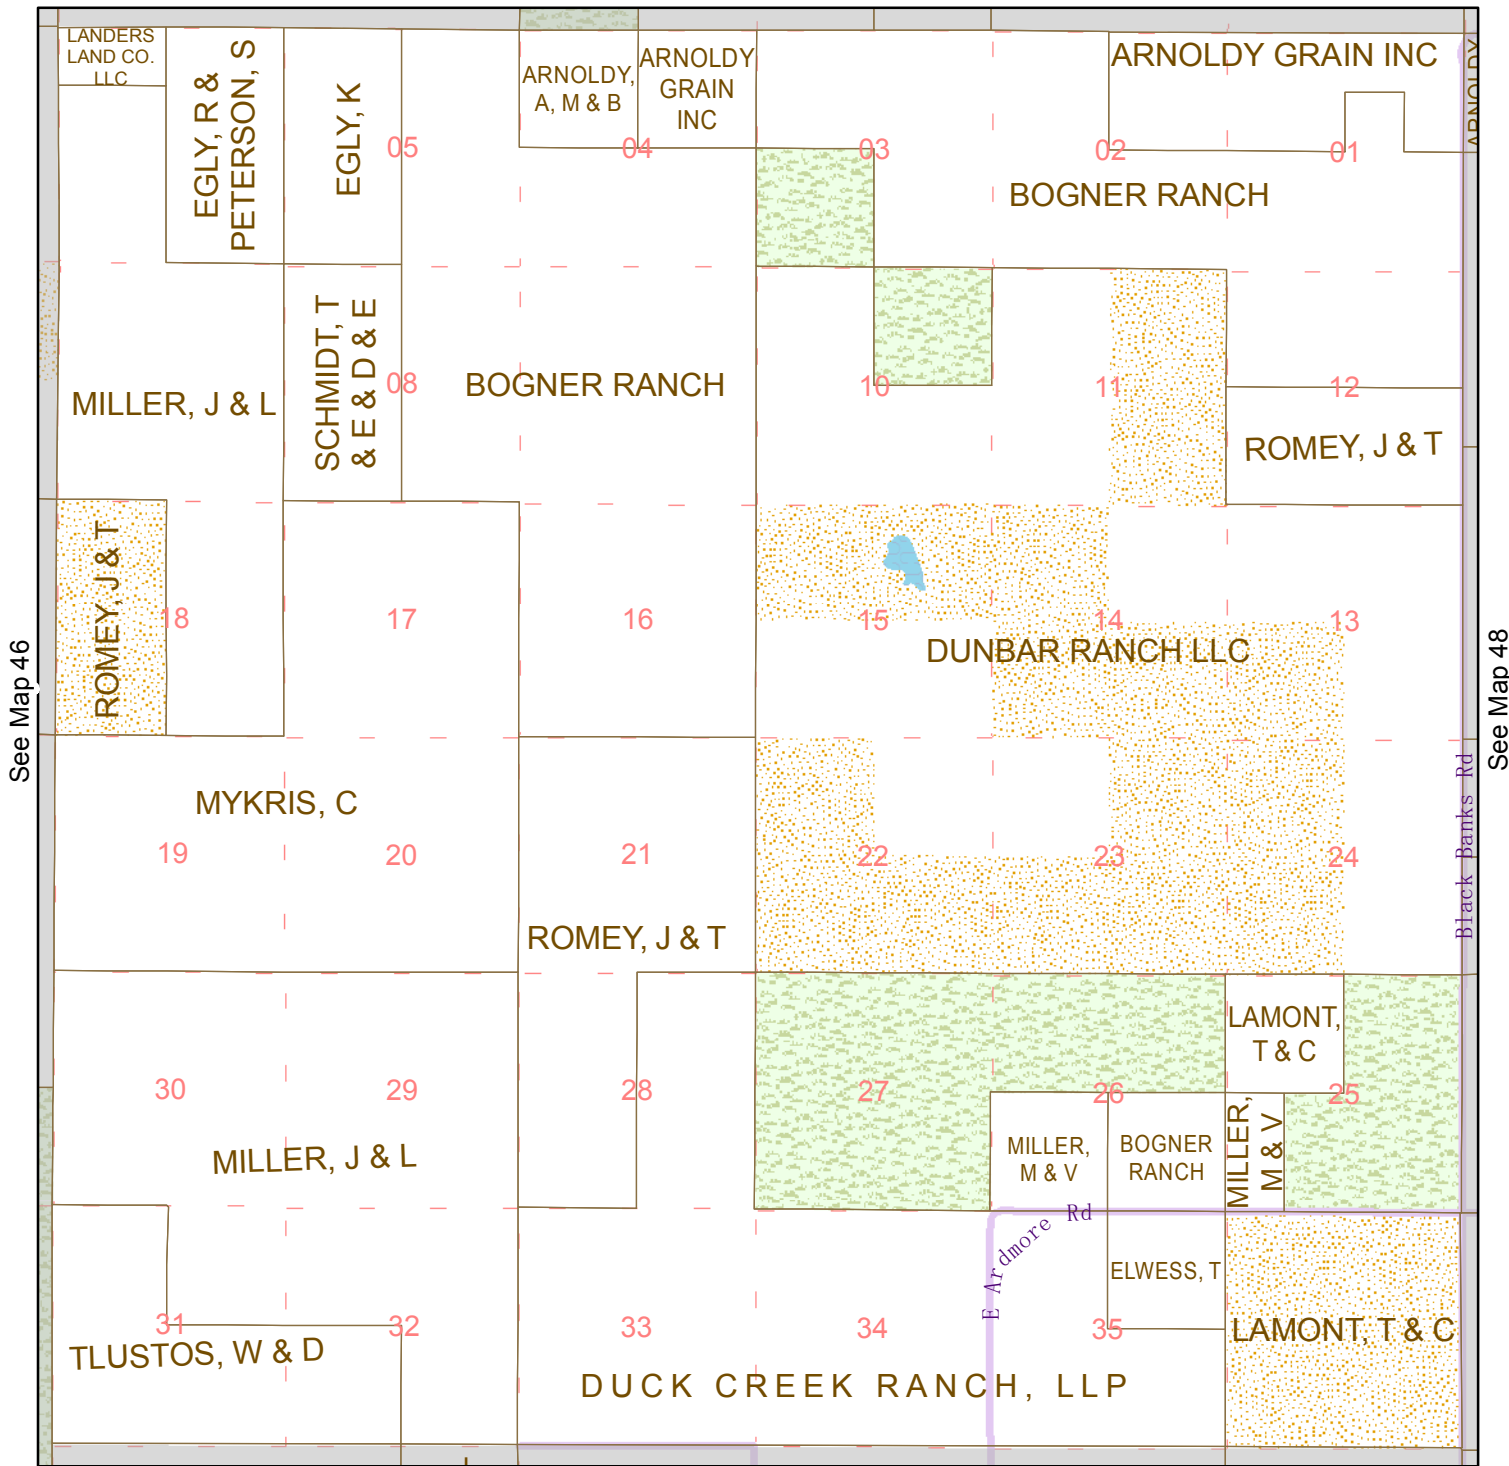 LANDERS
LAND CO.
LLC
EGLY, R &
PETERSON, S
EGLY, K
ARNOLDY,
A, M & B
ARNOLDY
GRAIN
INC
ARNOLDY GRAIN INC
ARNOLDY
05
04
03
02
01
BOGNER RANCH
MILLER, J & L
SCHMIDT, T
& E & D & E
08
BOGNER RANCH
10
11
12
ROMEY, J & T
ROMEY, J & T
18
17
16
15
14
13
DUNBAR RANCH LLC
See Map 46
See Map 48
MYKRIS, C
19
20
21
22
23
24
Black Banks Rd
ROMEY, J & T
LAMONT,
T & C
30
29
28
27
26
25
MILLER, J & L
MILLER,
M & V
BOGNER
RANCH
MILLER,
M & V
E Ardmore Rd
ELWESS, T
31
32
33
34
35
LAMONT, T & C
TLUSTOS, W & D
DUCK CREEK RANCH, LLP